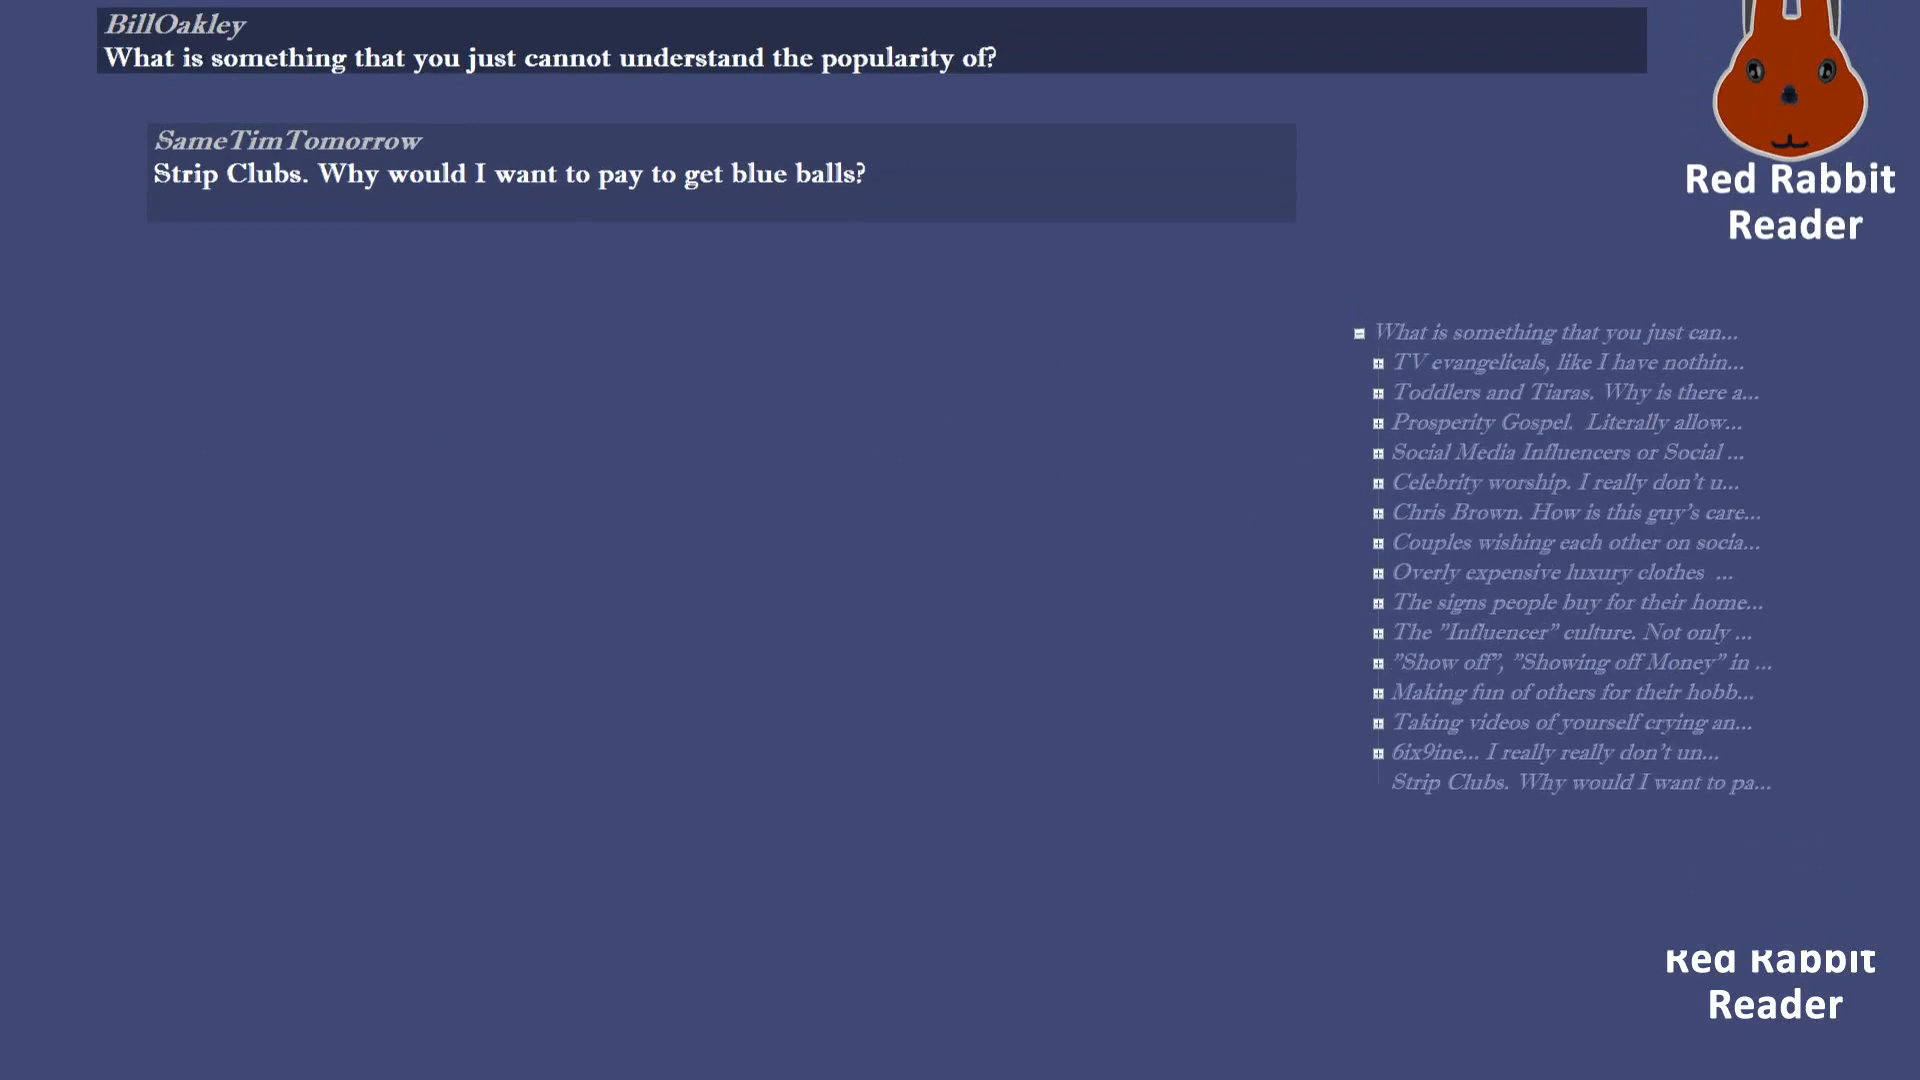 BillOakley
What is something that you just cannot understand the popularity of?
SameTimTomorrow
Strip Clubs. Why would I want to pay to get blue balls?
Red Rabbit
Reader
What is something that you just can...
TV evangelicals, like I have nothin...
Toddlers and Tiaras. Why is there a...
Prosperity Gospel.  Literally allow...
Social Media Influencers or Social ...
Celebrity worship. I really don't u...
Chris Brown. How is this guy's care...
Couples wishing each other on socia...
Overly expensive luxury clothes  ...
The signs people buy for their home...
The "Influencer" culture. Not only ...
"Show off", "Showing off Money" in ...
Making fun of others for their hobb...
Taking videos of yourself crying an...
6ix9ine... I really really don't un...
Strip Clubs. Why would I want to pa...
Red Rabbit
Reader